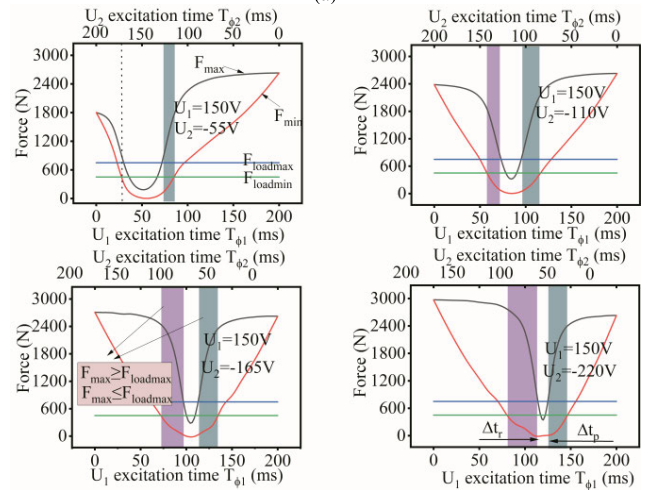 U2 excitation time Tϕ2 (ms)
200 150 100 50 0
Force (N)
3000
2400
1800
1200
600
0
Fmax
U1=150V
U2=-55V
Fmin
Floadmax
Floadmin
0 50 100 150 200
U1 excitation time Tϕ1 (ms)
U2 excitation time Tϕ2 (ms)
200 150 100 50 0
Force (N)
3000
2400
1800
1200
600
0
U1=150V
U2=-110V
0 50 100 150 200
U1 excitation time Tϕ1 (ms)
U2 excitation time Tϕ2 (ms)
200 150 100 50 0
Force (N)
3000
2400
1800
1200
600
0
U1=150V
U2=-165V
Fmax≥Floadmax
Fmax≤Floadmax
0 50 100 150 200
U1 excitation time Tϕ1 (ms)
U2 excitation time Tϕ2 (ms)
200 150 100 50 0
Force (N)
3000
2400
1800
1200
600
0
U1=150V
U2=-220V
Δtr
Δtp
0 50 100 150 200
U1 excitation time Tϕ1 (ms)